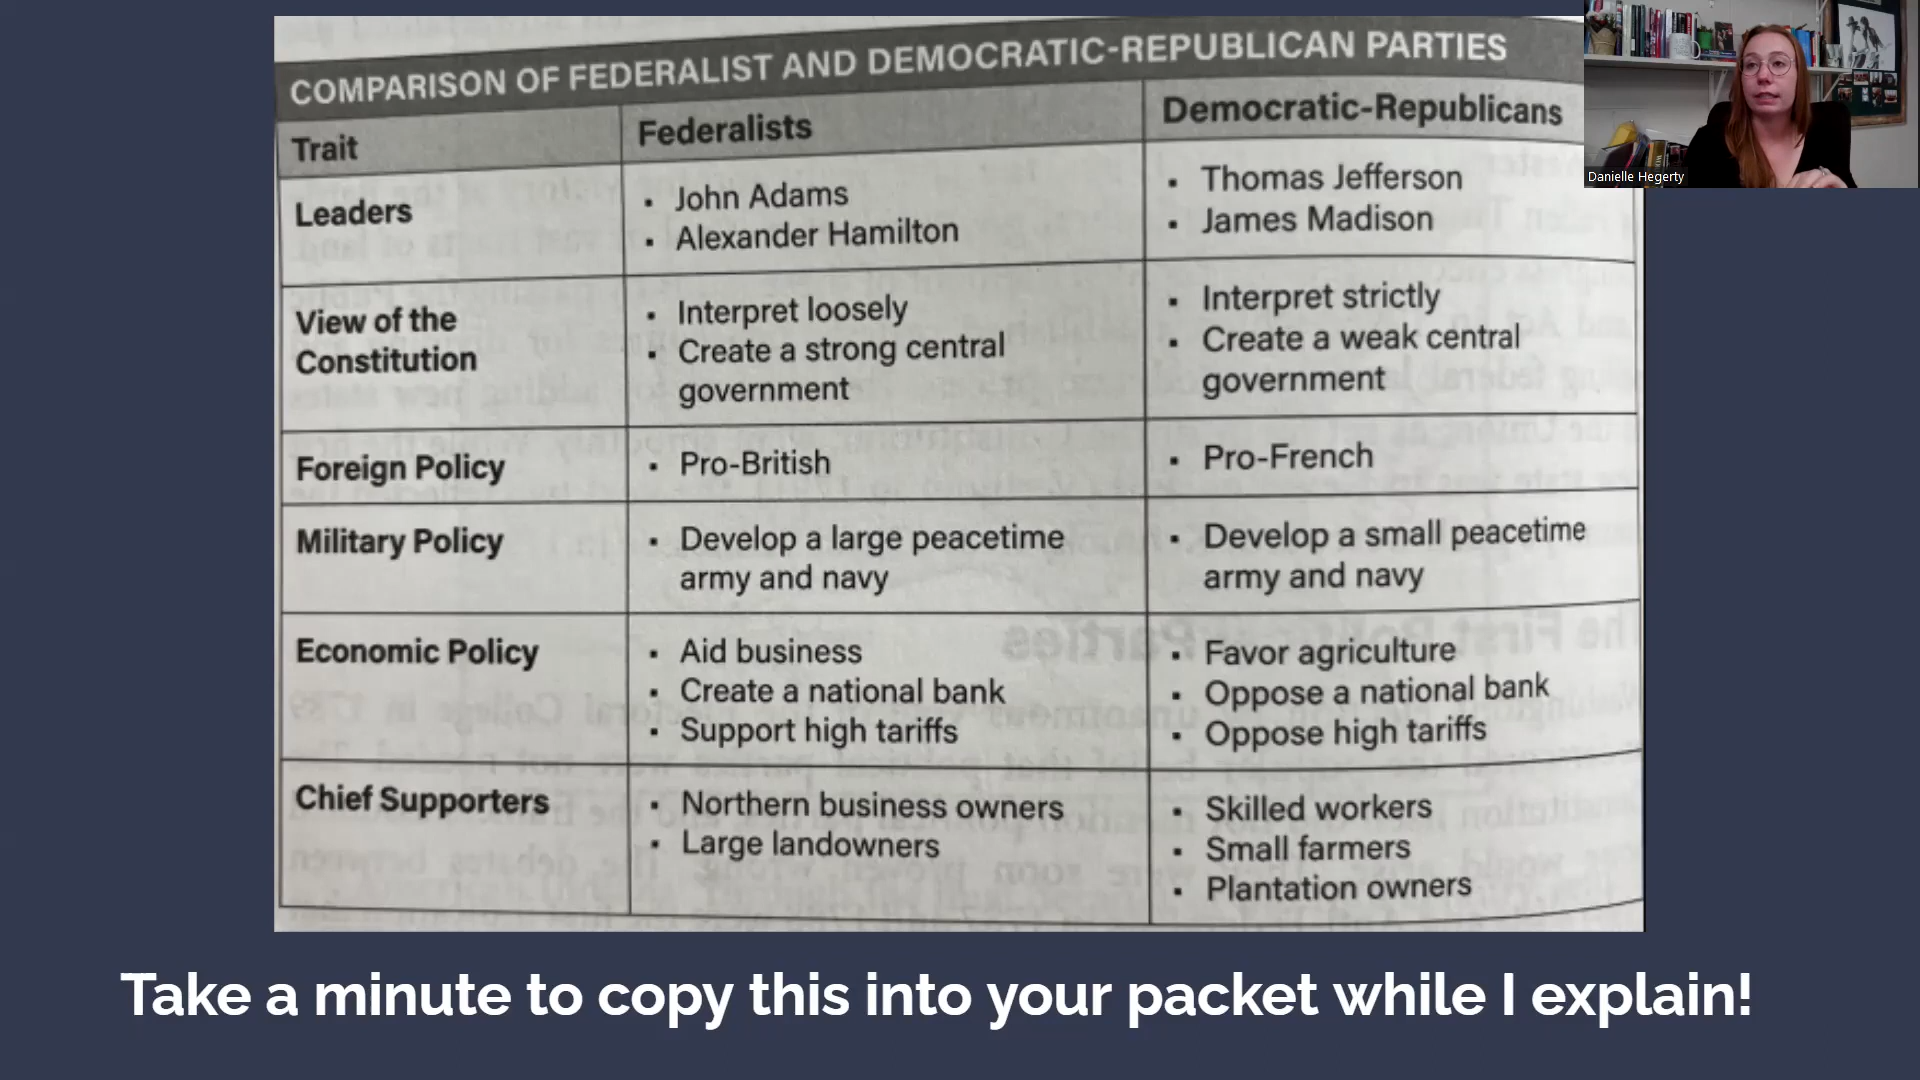 COMPARISON OF FEDERALIST AND DEMOCRATIC-REPUBLICAN PARTIES
Trait
Federalists
Democratic-Republicans
Leaders
• John Adams
• Alexander Hamilton
• Thomas Jefferson
• James Madison
View of the
Constitution
• Interpret loosely
• Create a strong central
government
• Interpret strictly
• Create a weak central
government
Foreign Policy
• Pro-British
• Pro-French
Military Policy
• Develop a large peacetime
army and navy
• Develop a small peacetime
army and navy
Economic Policy
• Aid business
• Create a national bank
• Support high tariffs
• Favor agriculture
• Oppose a national bank
• Oppose high tariffs
Chief Supporters
• Northern business owners
• Large landowners
• Skilled workers
• Small farmers
• Plantation owners
Danielle Hegerty
Take a minute to copy this into your packet while I explain!